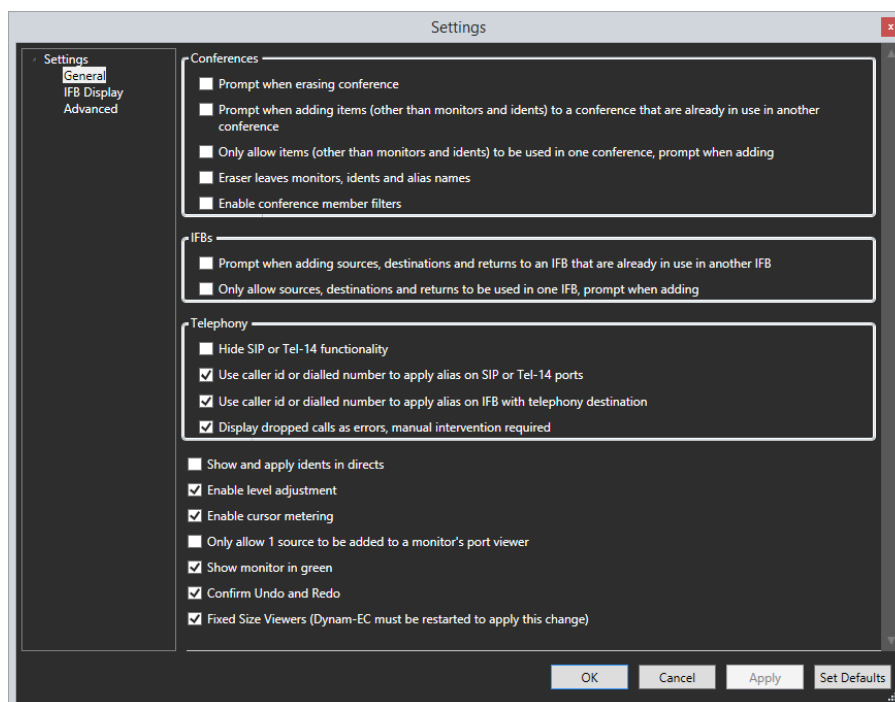 Settings
x
Settings
General
IFB Display
Advanced
Conferences
Prompt when erasing conference
Prompt when adding items (other than monitors and idents) to a conference that are already in use in another
conference
Only allow items (other than monitors and idents) to be used in one conference, prompt when adding
Eraser leaves monitors, idents and alias names
Enable conference member filters
IFBs
Prompt when adding sources, destinations and returns to an IFB that are already in use in another IFB
Only allow sources, destinations and returns to be used in one IFB, prompt when adding
Telephony
Hide SIP or Tel-14 functionality
Use caller id or dialled number to apply alias on SIP or Tel-14 ports
Use caller id or dialled number to apply alias on IFB with telephony destination
Display dropped calls as errors, manual intervention required
Show and apply idents in directs
Enable level adjustment
Enable cursor metering
Only allow 1 source to be added to a monitor's port viewer
Show monitor in green
Confirm Undo and Redo
Fixed Size Viewers (Dynam-EC must be restarted to apply this change)
OK Cancel Apply Set Defaults